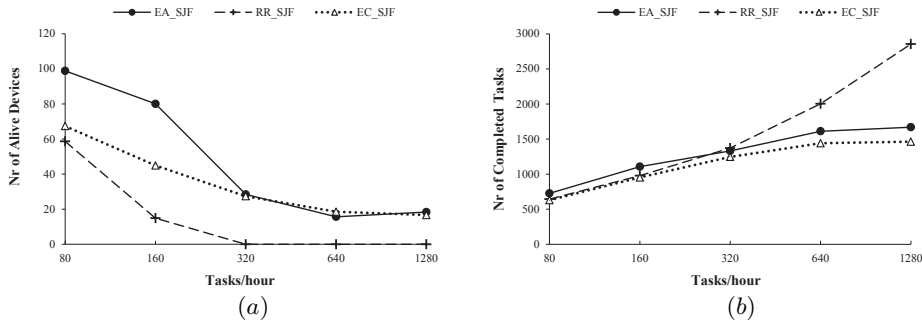 EA_SJF RR_SJF EC_SJF
120
100
80
60
40
20
0
Nr of Alive Devices
80 160 320 640 1280
Tasks/hour
(a)
EA_SJF RR_SJF EC_SJF
3000
2500
2000
1500
1000
500
0
Nr of Completed Tasks
80 160 320 640 1280
Tasks/hour
(b)